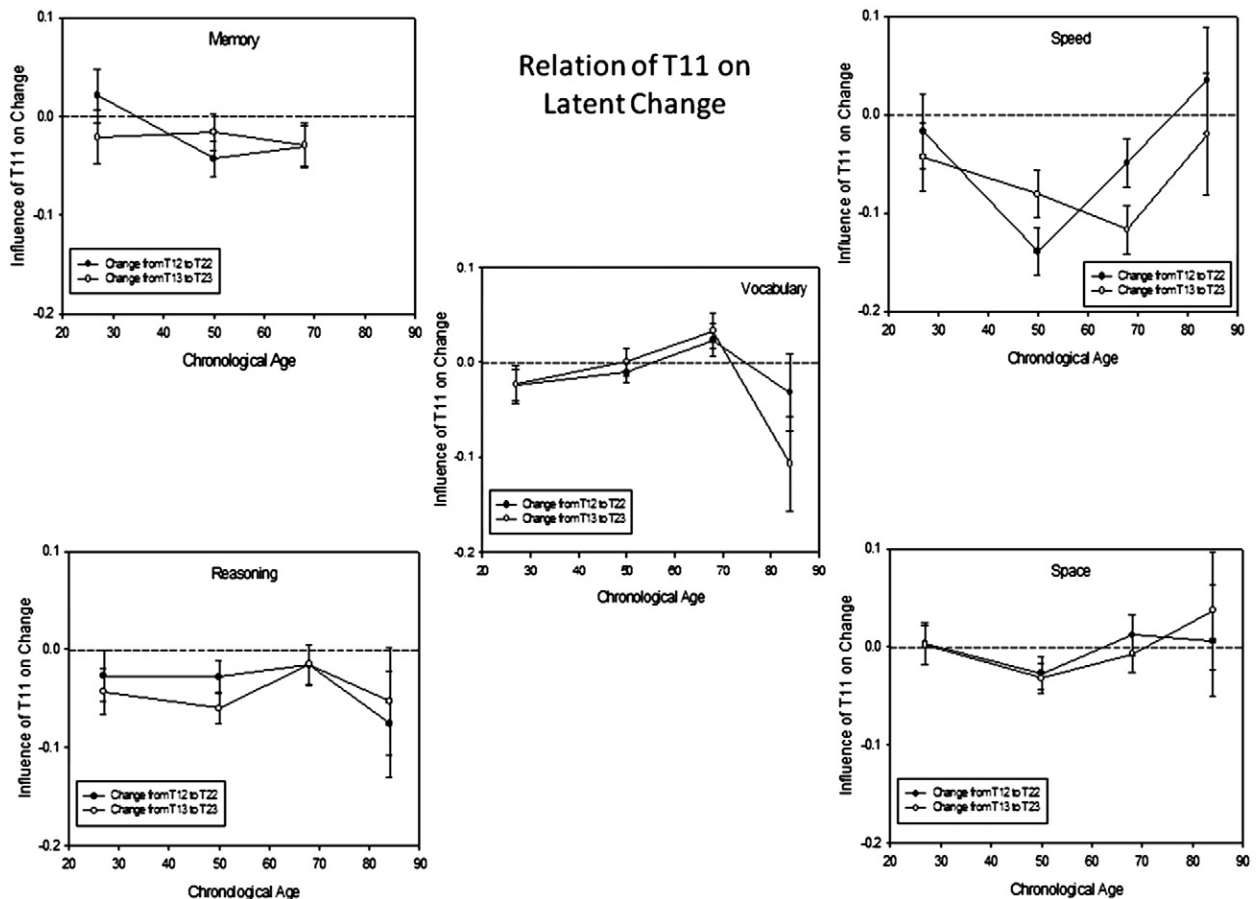 Relation of T11 on
Latent Change
Memory
Influence of T11 on Change
0.1
0.0
-0.1
-0.2
Change from T12 to T22
Change from T13 to T23
20 30 40 50 60 70 80 90
Chronological Age
Speed
Influence of T11 on Change
0.1
0.0
-0.1
-0.2
Change from T12 to T22
Change from T13 to T23
20 30 40 50 60 70 80 90
Chronological Age
Vocabulary
Influence of T11 on Change
0.1
0.0
-0.1
-0.2
Change from T12 to T22
Change from T13 to T23
20 30 40 50 60 70 80 90
Chronological Age
Reasoning
Influence of T11 on Change
0.1
0.0
-0.1
-0.2
Change from T12 to T22
Change from T13 to T23
20 30 40 50 60 70 80 90
Chronological Age
Space
Influence of T11 on Change
0.1
0.0
-0.1
-0.2
Change from T12 to T22
Change from T13 to T23
20 30 40 50 60 70 80 90
Chronological Age